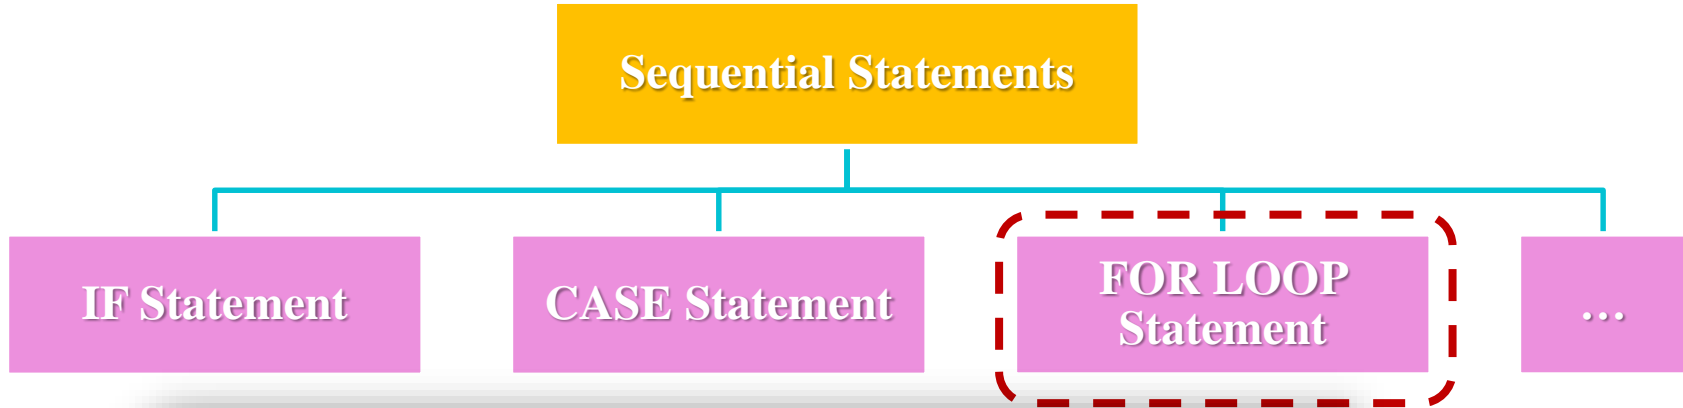 Sequential Statements
IF Statement
CASE Statement
FOR LOOP
Statement
…